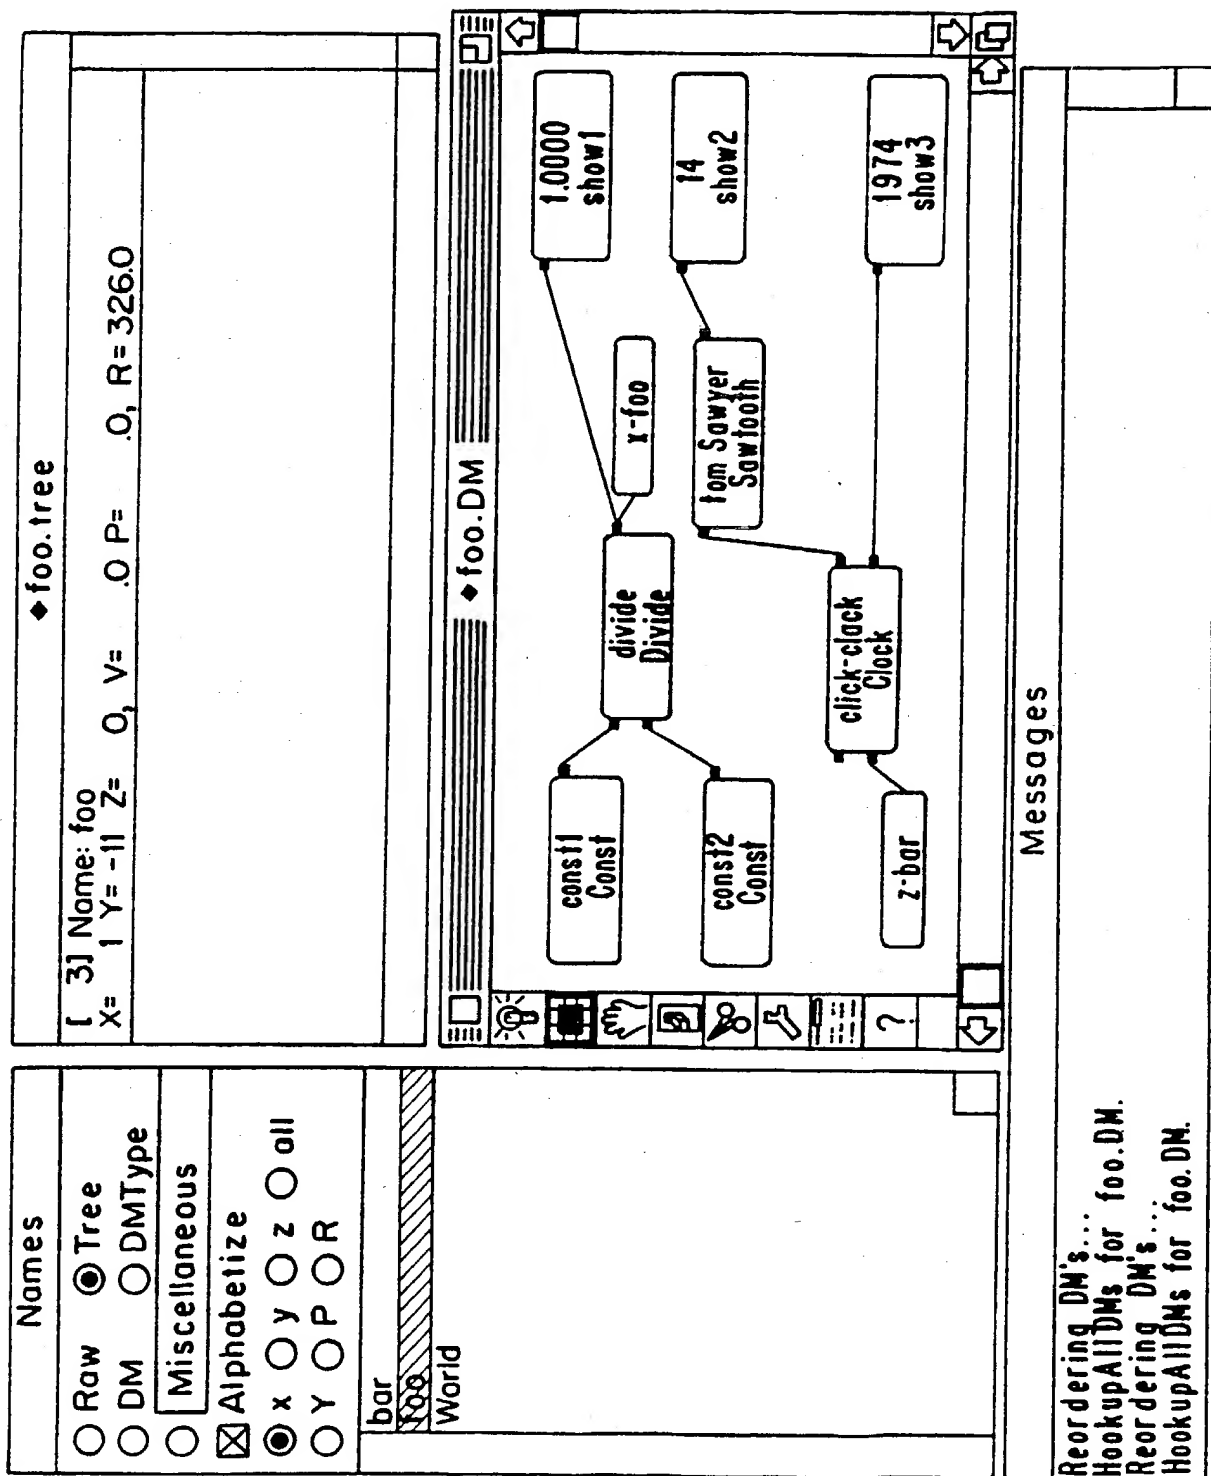 Names
Raw Tree
DM DMType
Miscellaneous
Alphabetize
x y z all
Y P R
bar
foo
World
◆foo.tree
[ 3] Name: foo
X= 1 Y= -11 Z= 0, V= .0 P= .0, R= 326.0
◆foo.DM
?
const1
Const
const2
Const
z-bar
divide
Divide
click-clack
Clock
x-foo
tom Sawyer
Sawtooth
1.0000
show1
14
show2
1974
show3
Messages
Reordering DM's...
HookupAllDMs for foo.DM.
Reordering DM's...
HookupAllDMs for foo.DM.